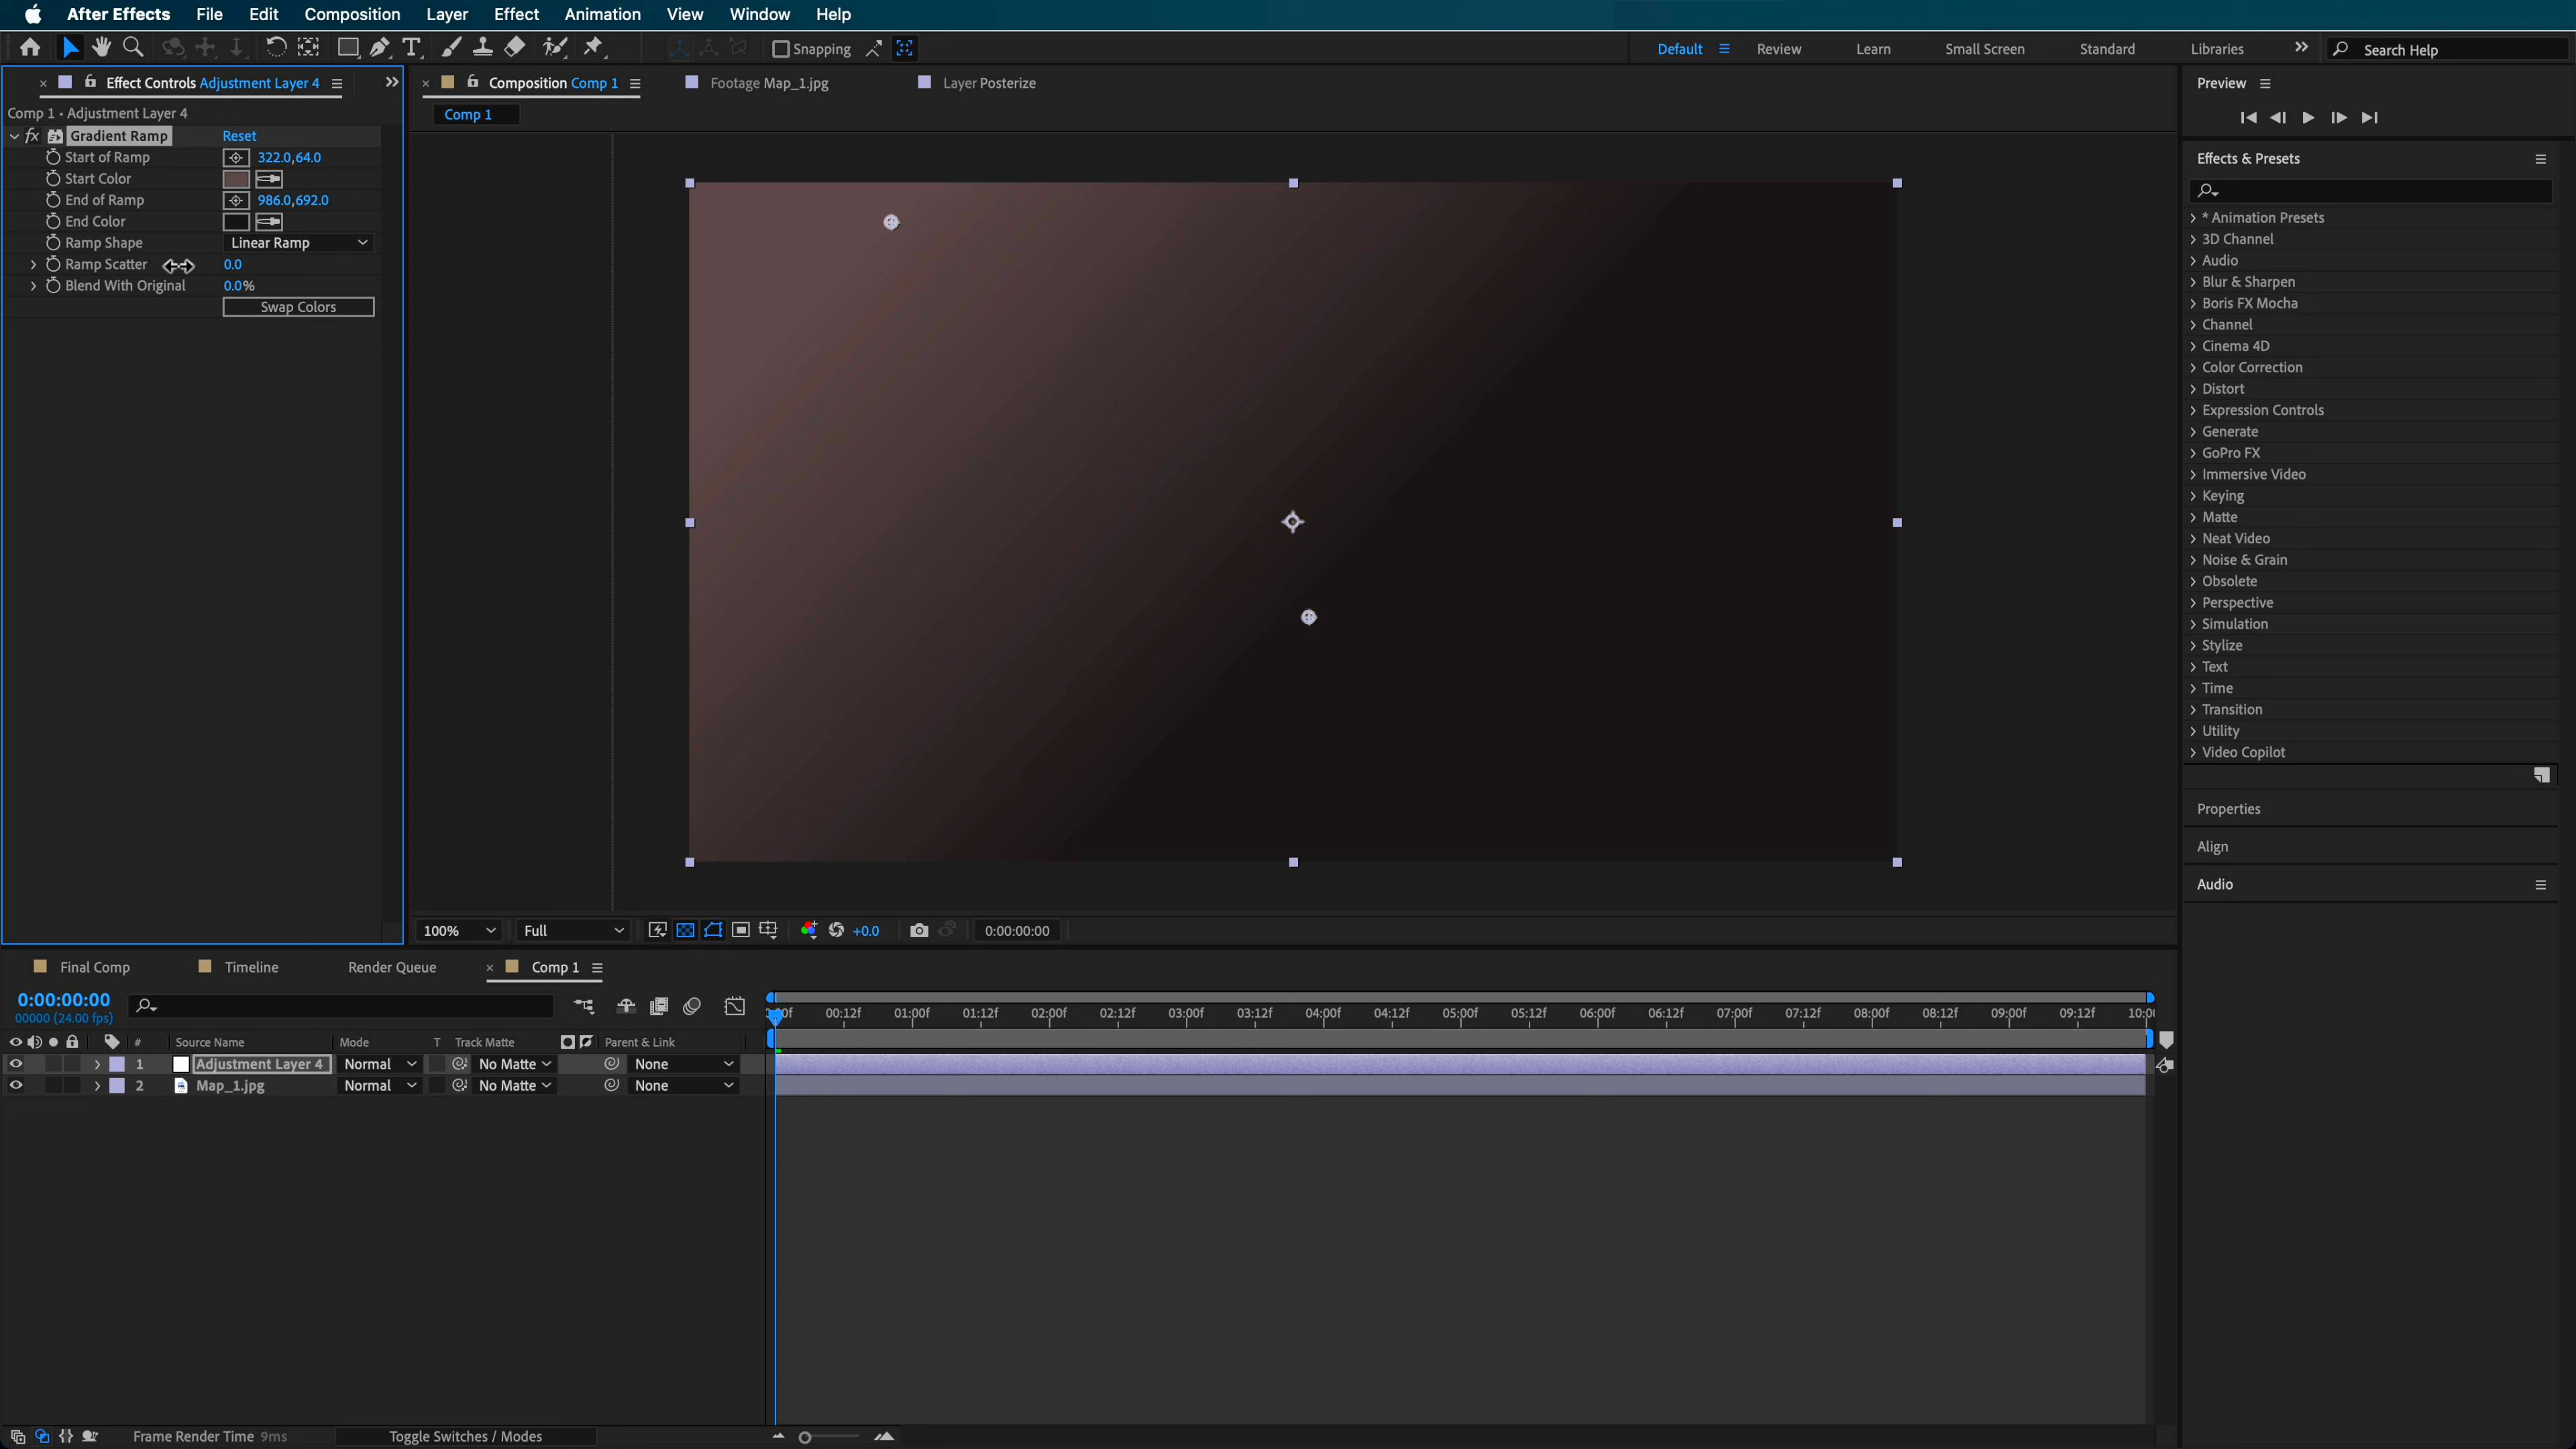 After Effects File Edit Composition Layer Effect Animation View Window Help
Snapping Default Review Learn Small Screen Standard Libraries Search Help
Effect Controls Adjustment Layer 4
Comp 1 • Adjustment Layer 4
fx Gradient Ramp Reset
Start of Ramp 322.0,64.0
Start Color
End of Ramp 986.0,692.0
End Color
Ramp Shape Linear Ramp
Ramp Scatter 0.0
Blend With Original 0.0%
Swap Colors
Composition Comp 1 Footage Map_1.jpg Layer Posterize
Comp 1
100% Full +0.0 0:00:00:00
Preview
Effects & Presets
* Animation Presets
3D Channel
Audio
Blur & Sharpen
Boris FX Mocha
Channel
Cinema 4D
Color Correction
Distort
Expression Controls
Generate
GoPro FX
Immersive Video
Keying
Matte
Neat Video
Noise & Grain
Obsolete
Perspective
Simulation
Stylize
Text
Time
Transition
Utility
Video Copilot
Properties
Align
Audio
Final Comp Timeline Render Queue Comp 1
0:00:00:00
00000 (24.00 fps)
00:12f 01:00f 01:12f 02:00f 02:12f 03:00f 03:12f 04:00f 04:12f 05:00f 05:12f 06:00f 06:12f 07:00f 07:12f 08:00f 08:12f 09:00f 09:12f
# Source Name Mode T Track Matte Parent & Link
1 Adjustment Layer 4 Normal No Matte None
2 Map_1.jpg Normal No Matte None
Frame Render Time 9ms Toggle Switches / Modes